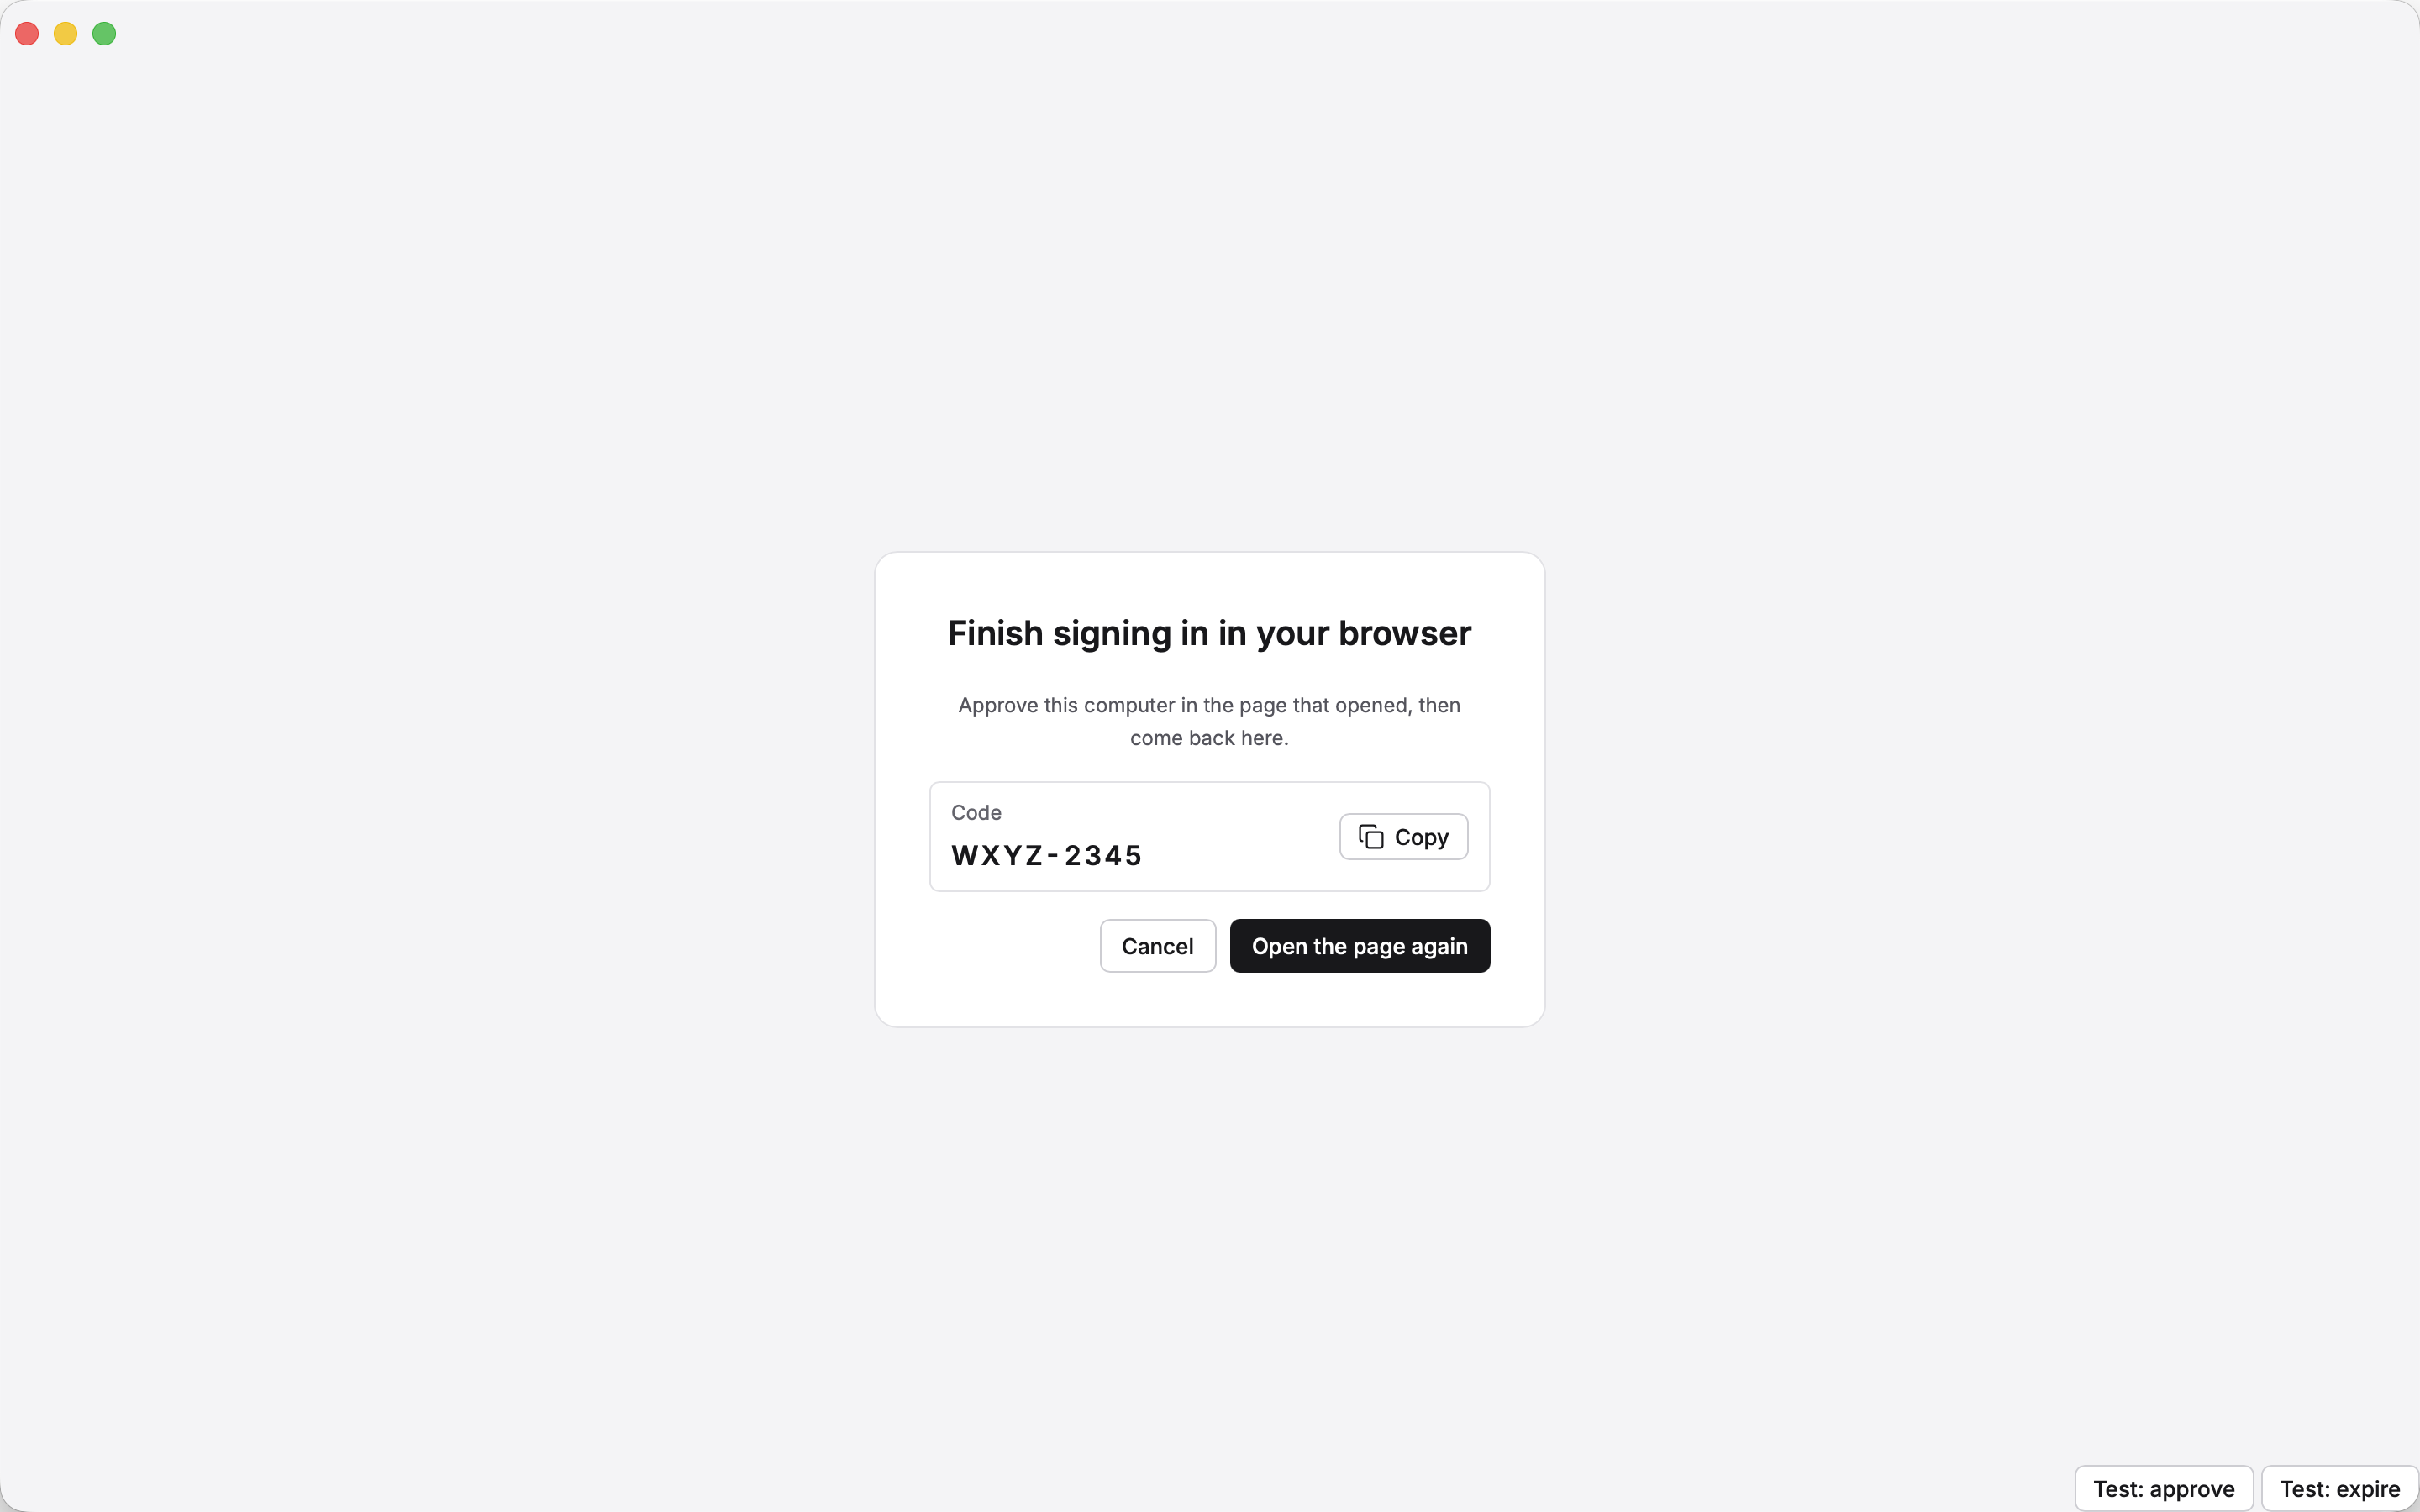 Finish signing in in your browser
Approve this computer in the page that opened, then
come back here.
Code
WXYZ-2345
Copy
Cancel
Open the page again
Test: approve
Test: expire